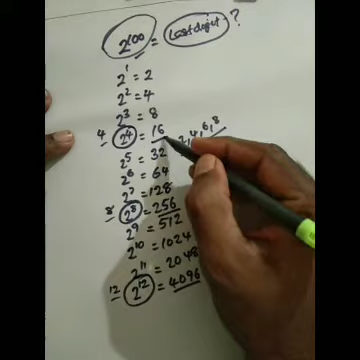 2^100 = Last digit ?
2^1 = 2
2^2 = 4
2^3 = 8
4 2^4 = 16
2, 4, 6, 8
2^5 = 32
2^6 = 64
2^7 = 128
8 2^8 = 256
2^9 = 512
2^10 = 1024
2^11 = 2048
12 2^12 = 4096